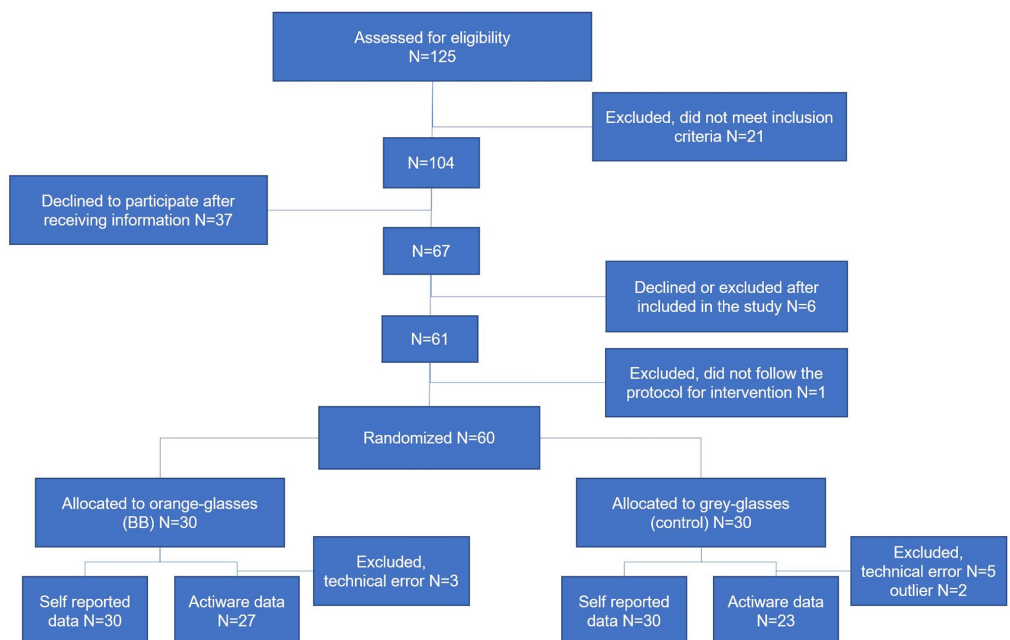 Assessed for eligibility
N=125
Excluded, did not meet inclusion
criteria N=21
N=104
Declined to participate after
receiving information N=37
N=67
Declined or excluded after
included in the study N=6
N=61
Excluded, did not follow the
protocol for intervention N=1
Randomized N=60
Allocated to orange-glasses
(BB) N=30
Allocated to grey-glasses
(control) N=30
Excluded,
technical error N=3
Self reported
data N=30
Actiware data
N=27
Excluded,
technical error N=5
outlier N=2
Self reported
data N=30
Actiware data
N=23